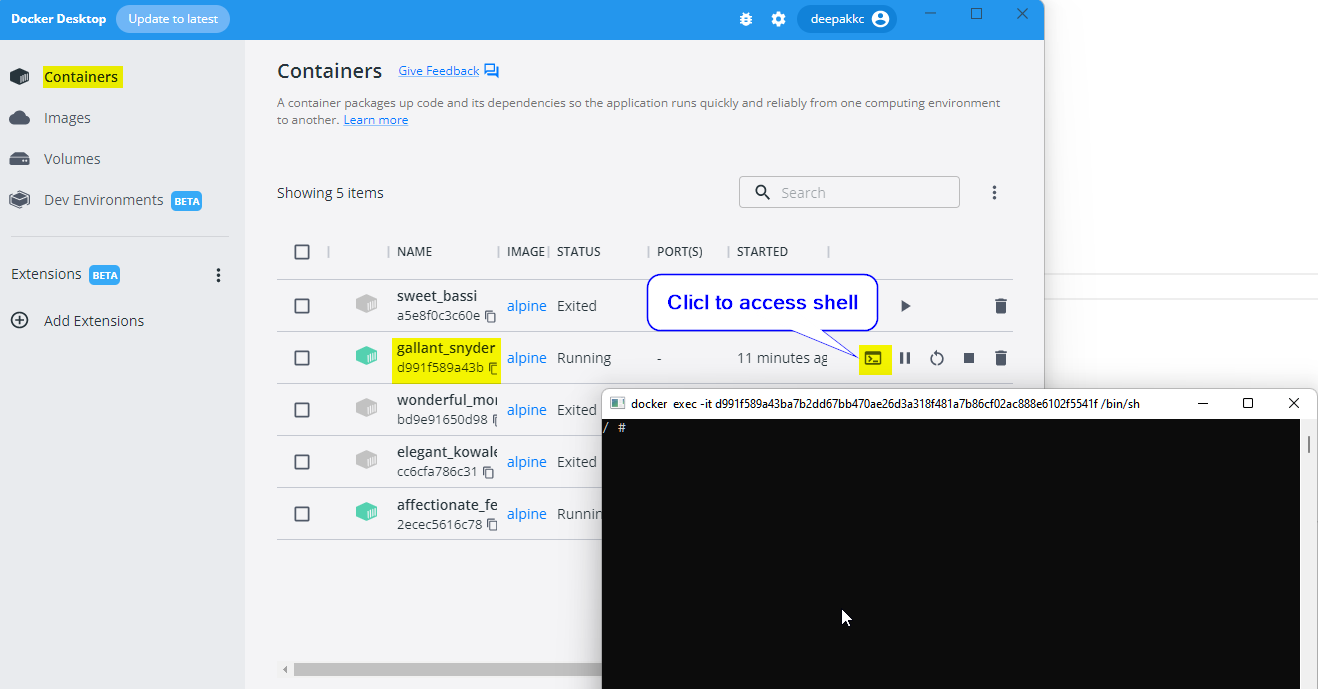 Docker Desktop Update to latest deepakkc
Containers
Images
Volumes
Dev Environments BETA
Extensions BETA
Add Extensions
Containers Give Feedback
A container packages up code and its dependencies so the application runs quickly and reliably from one computing environment
to another. Learn more
Showing 5 items Search
NAME IMAGE STATUS PORT(S) STARTED
Clicl to access shell
sweet_bassi
a5e8f0c3c60e alpine Exited
gallant_snyder
d991f589a43b alpine Running - 11 minutes ag
wonderful_mor
bd9e91650d98 alpine Exited
elegant_kowale
cc6cfa786c31 alpine Exited
affectionate_fe
2ecec5616c78 alpine Runnin
docker exec -it d991f589a43ba7b2dd67bb470ae26d3a318f481a7b86cf02ac888e6102f5541f /bin/sh
/ #